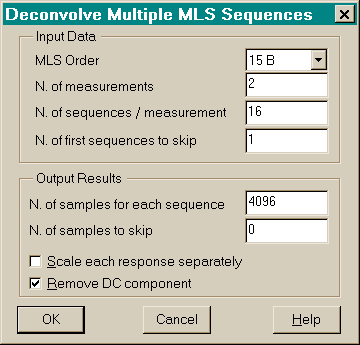 Deconvolve Multiple MLS Sequences
Input Data
MLS Order 15 B
N. of measurements 2
N. of sequences / measurement 16
N. of first sequences to skip 1
Output Results
N. of samples for each sequence 4096
N. of samples to skip 0
Scale each response separately
Remove DC component
OK Cancel Help